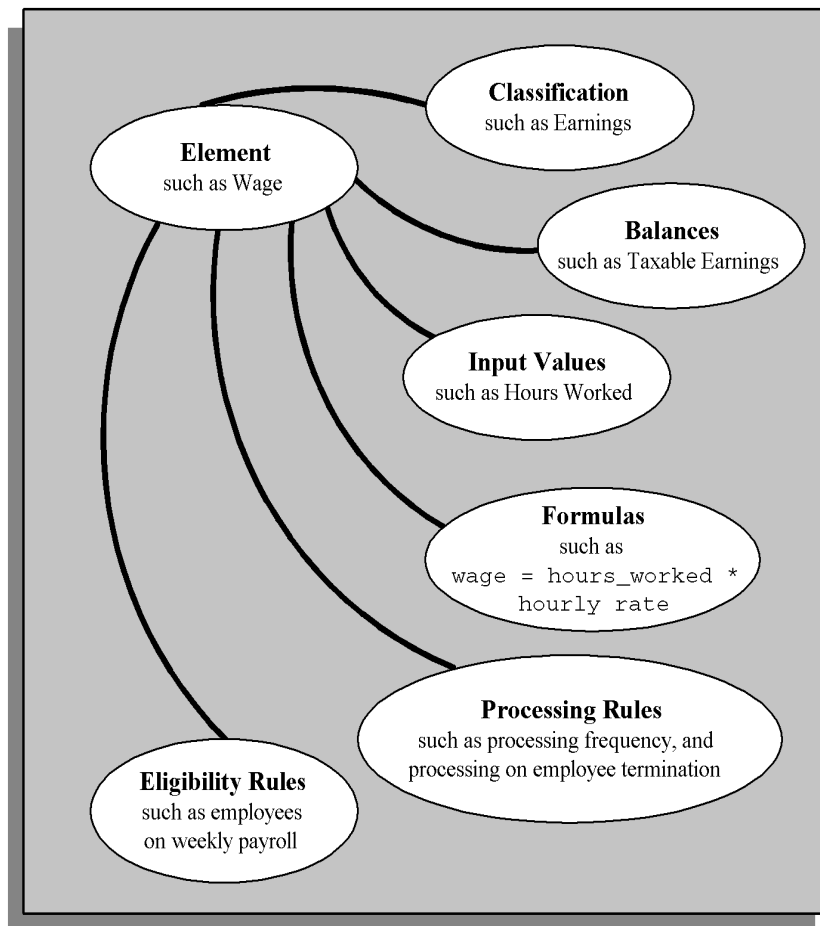 Classification
such as Earnings
Element
such as Wage
Balances
such as Taxable Earnings
Input Values
such as Hours Worked
Formulas
such as
wage = hours_worked *
hourly rate
Processing Rules
such as processing frequency, and
processing on employee termination
Eligibility Rules
such as employees
on weekly payroll